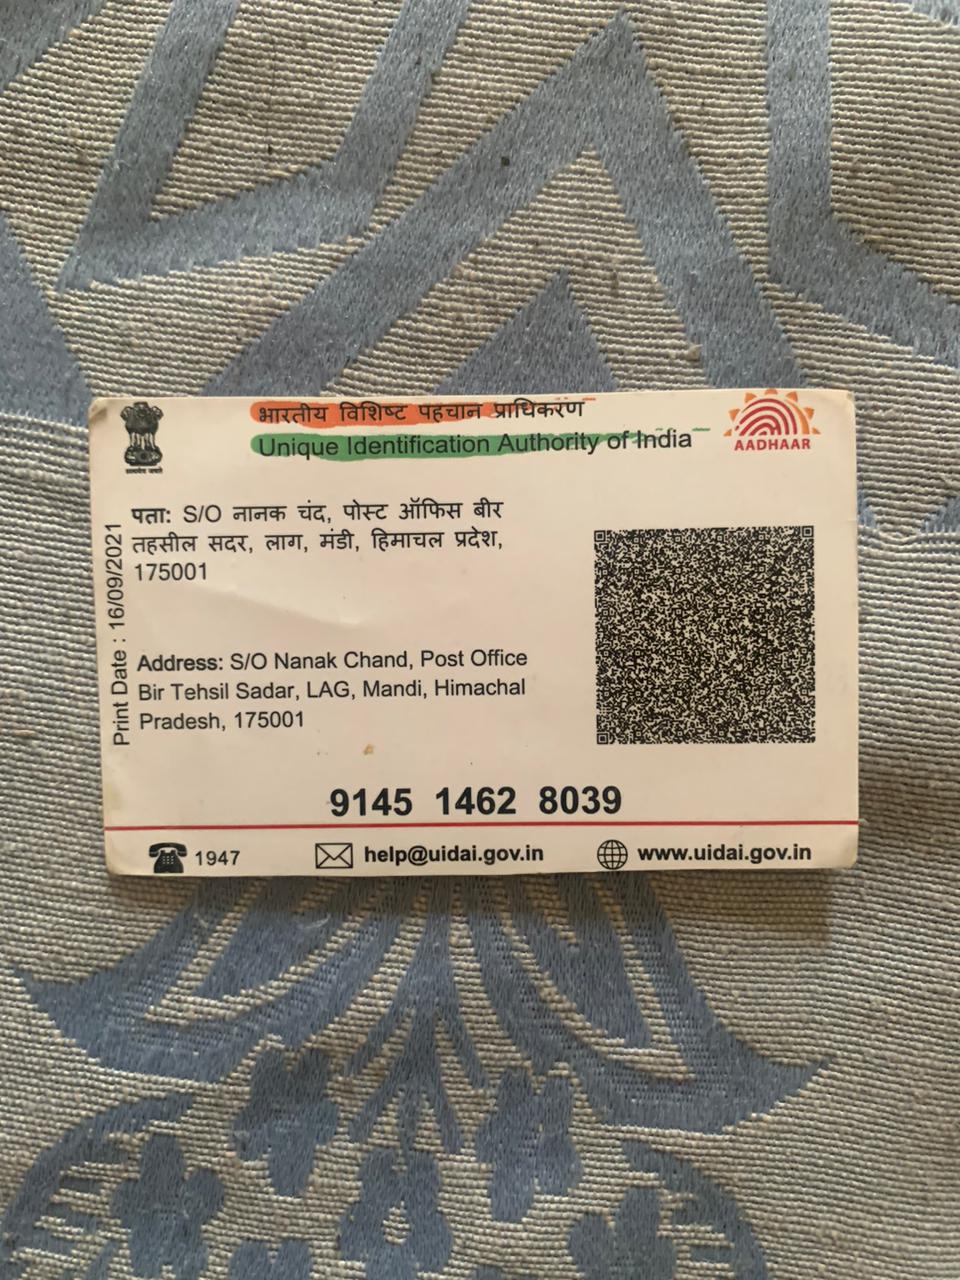 भारतीय विशिष्ट पहचान प्राधिकरण
Unique Identification Authority of India
AADHAAR
सत्यमेव जयते
Print Date : 16/09/2021
पता: S/O नानक चंद, पोस्ट ऑफिस बीर
तहसील सदर, लाग, मंडी, हिमाचल प्रदेश,
175001
Address: S/O Nanak Chand, Post Office
Bir Tehsil Sadar, LAG, Mandi, Himachal
Pradesh, 175001
9145 1462 8039
1947
help@uidai.gov.in
www.uidai.gov.in